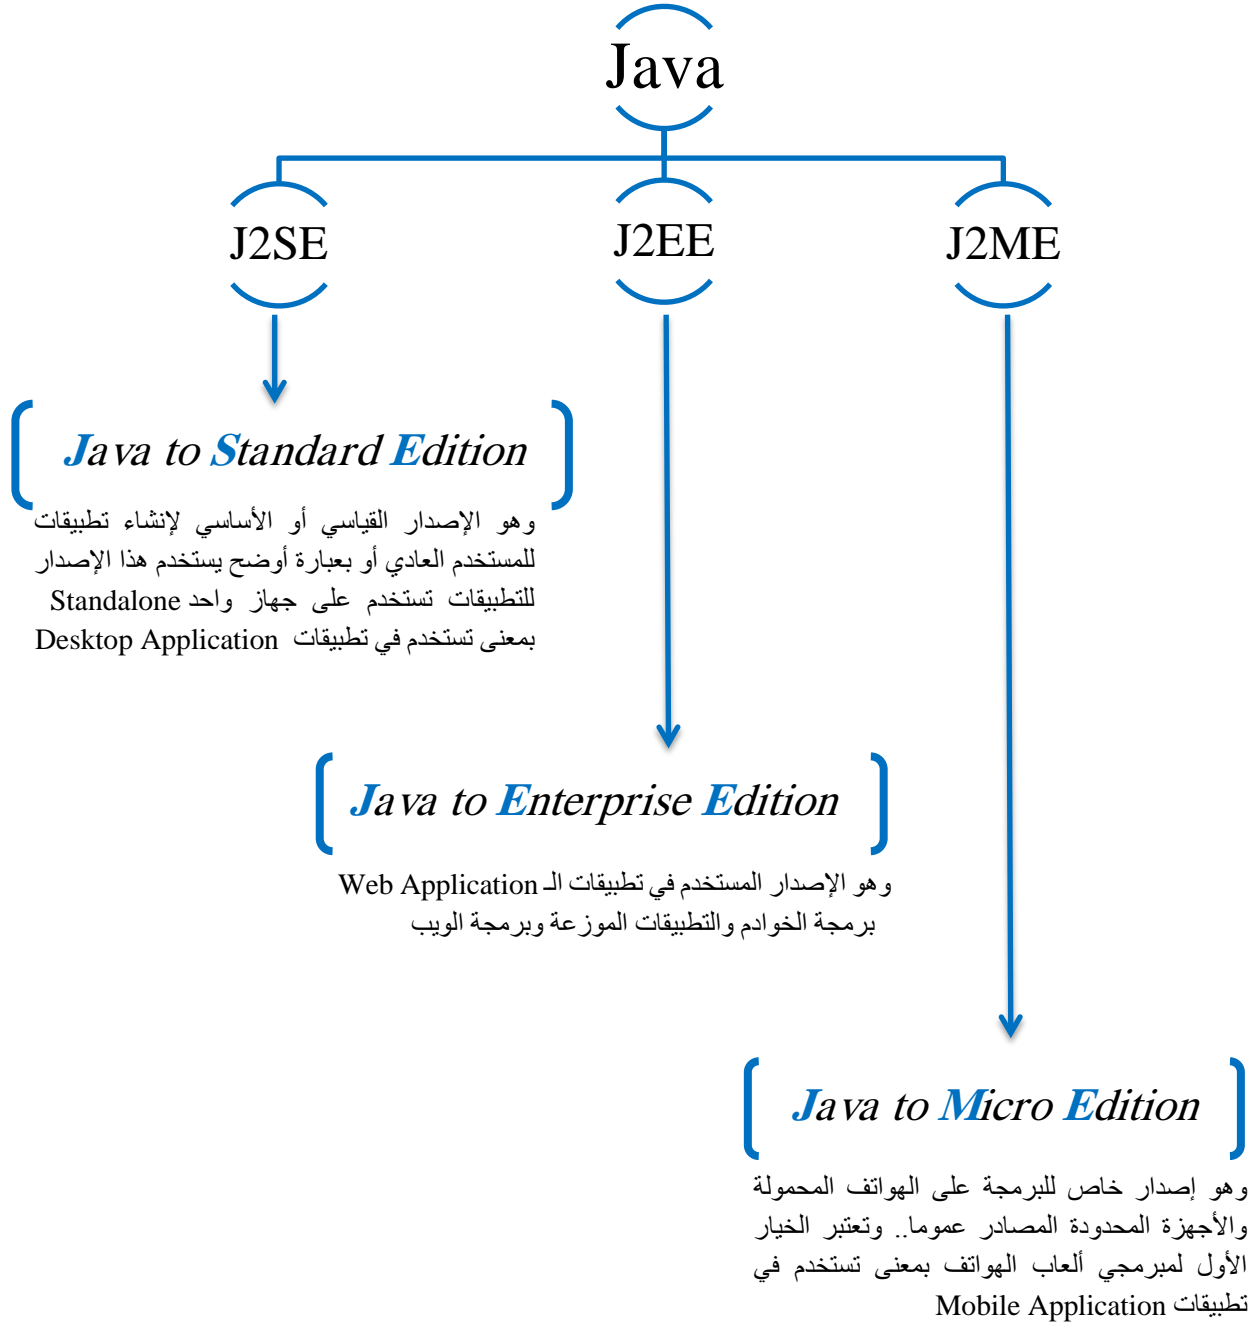 Java
J2SE
J2EE
J2ME
Java to Standard Edition
وهو الإصدار القياسي أو الأساسي لإنشاء تطبيقات
للمستخدم العادي أو بعبارة أوضح يستخدم هذا الإصدار
للتطبيقات تستخدم على جهاز واحد Standalone
بمعنى تستخدم في تطبيقات Desktop Application
Java to Enterprise Edition
وهو الإصدار المستخدم في تطبيقات الـ Web Application
برمجة الخوادم والتطبيقات الموزعة وبرمجة الويب
Java to Micro Edition
وهو إصدار خاص للبرمجة على الهواتف المحمولة
والأجهزة المحدودة المصادر عموما.. وتعتبر الخيار
الأول لمبرمجي ألعاب الهواتف بمعنى تستخدم في
تطبيقات Mobile Application